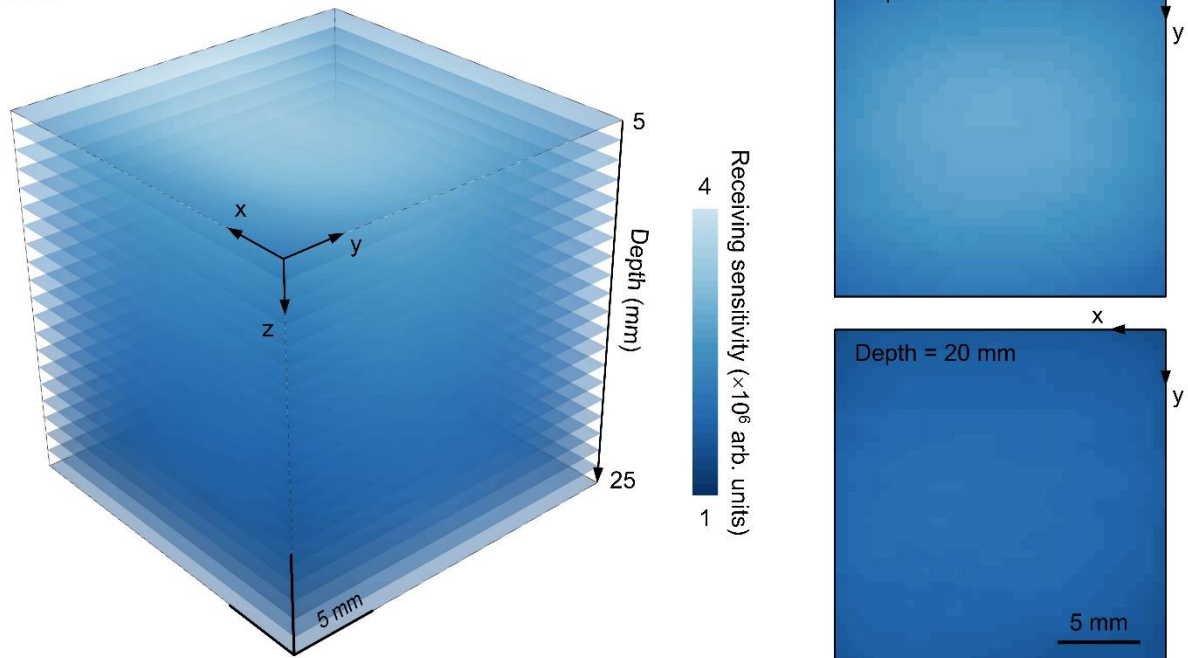 5
x
y
z
Depth (mm)
25
5 mm
Receiving sensitivity (×10⁶ arb. units)
4
1
y
x
Depth = 20 mm
y
5 mm